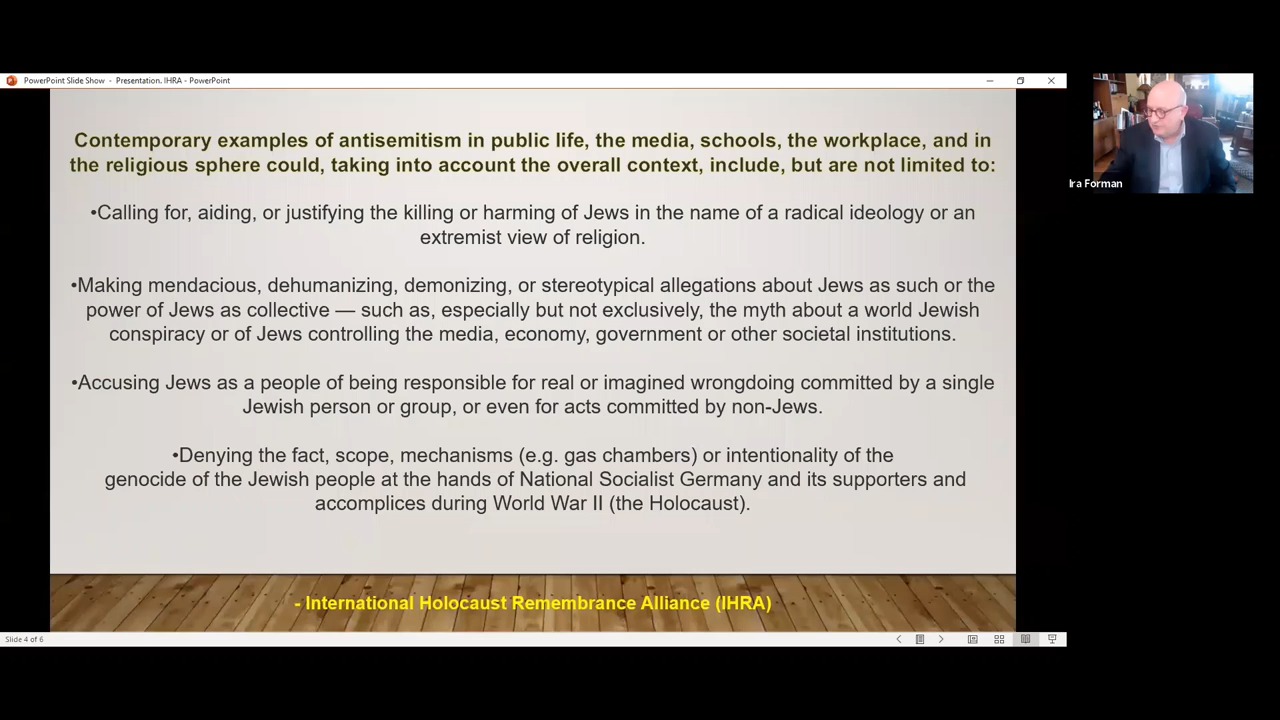 PowerPoint Slide Show - Presentation. IHRA - PowerPoint
Contemporary examples of antisemitism in public life, the media, schools, the workplace, and in
the religious sphere could, taking into account the overall context, include, but are not limited to:
•Calling for, aiding, or justifying the killing or harming of Jews in the name of a radical ideology or an
extremist view of religion.
•Making mendacious, dehumanizing, demonizing, or stereotypical allegations about Jews as such or the
power of Jews as collective — such as, especially but not exclusively, the myth about a world Jewish
conspiracy or of Jews controlling the media, economy, government or other societal institutions.
•Accusing Jews as a people of being responsible for real or imagined wrongdoing committed by a single
Jewish person or group, or even for acts committed by non-Jews.
•Denying the fact, scope, mechanisms (e.g. gas chambers) or intentionality of the
genocide of the Jewish people at the hands of National Socialist Germany and its supporters and
accomplices during World War II (the Holocaust).
- International Holocaust Remembrance Alliance (IHRA)
Slide 4 of 6
Ira Forman